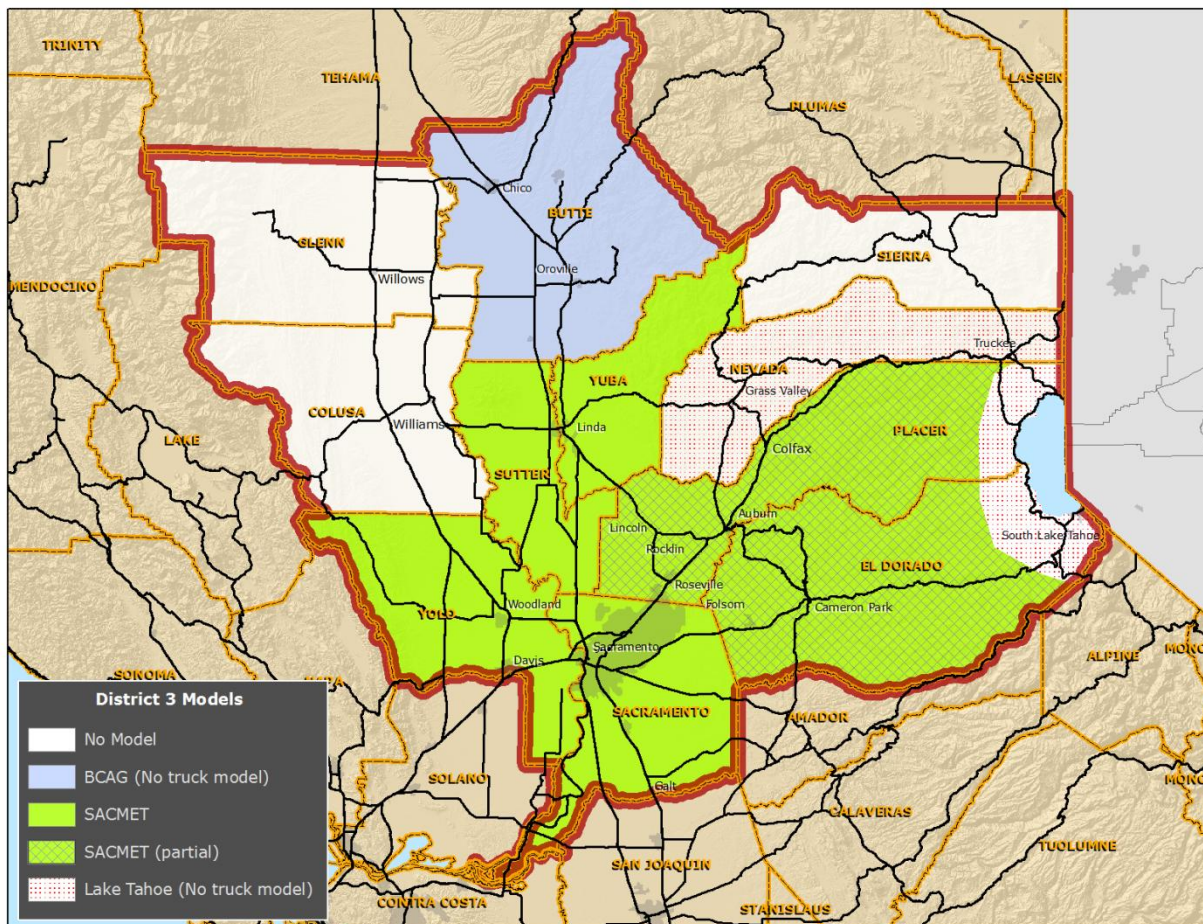 TRINITY
TEHAMA
LASSEN
PLUMAS
Chico
BUTTE
GLENN
SIERRA
Oroville
Willows
MENDOCINO
Truckee
NEVADA
YUBA
Grass Valley
COLUSA
Williams
Linda
PLACER
LAKE
Colfax
SUTTER
Auburn
Lincoln
South Lake Tahoe
Rocklin
EL DORADO
Roseville
Woodland
Folsom
Cameron Park
YOLO
Sacramento
Davis
ALPINE
MONO
SONOMA
NAPA
SACRAMENTO
AMADOR
District 3 Models
No Model
BCAG (No truck model)
SACMET
SACMET (partial)
Lake Tahoe (No truck model)
SOLANO
MONO
Galt
CALAVERAS
TUOLUMNE
SAN JOAQUIN
CONTRA COSTA
STANISLAUS